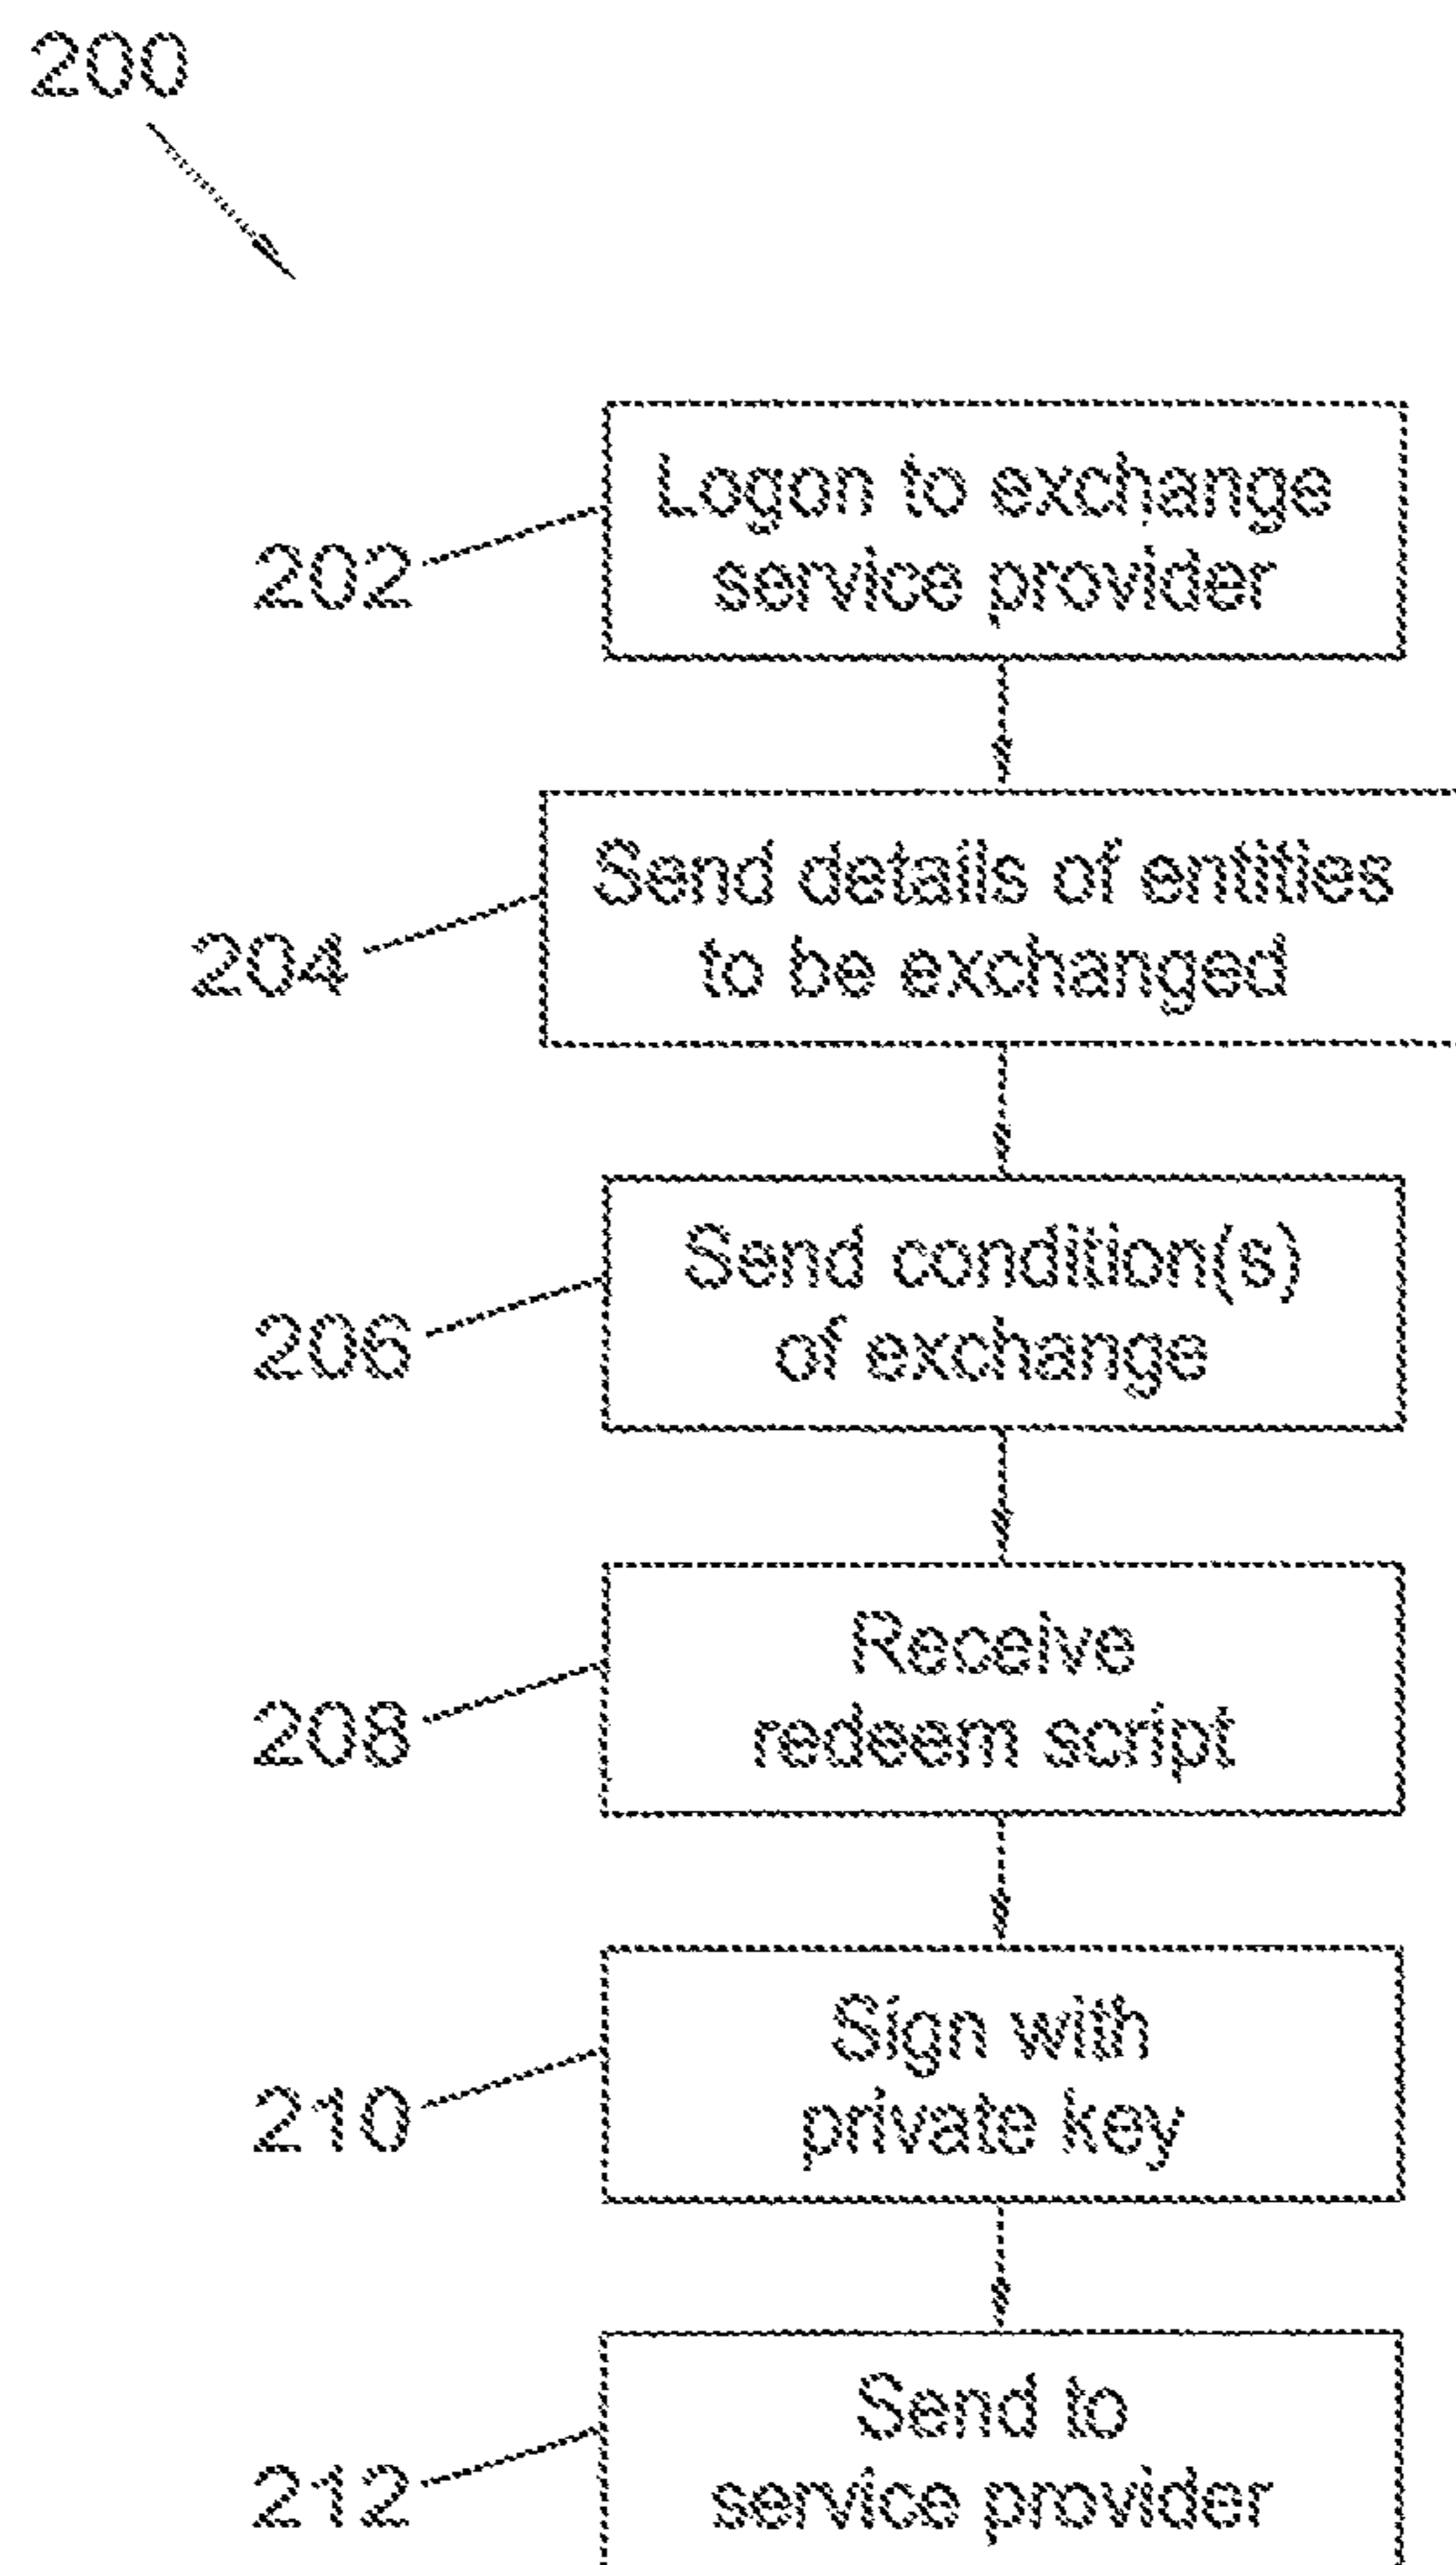 200
Logon to exchange
service provider
202
Send details of entities
to be exchanged
204
Send condition(s)
of exchange
206
Receive
redeem script
208
Sign with
private key
210
Send to
service provider
212